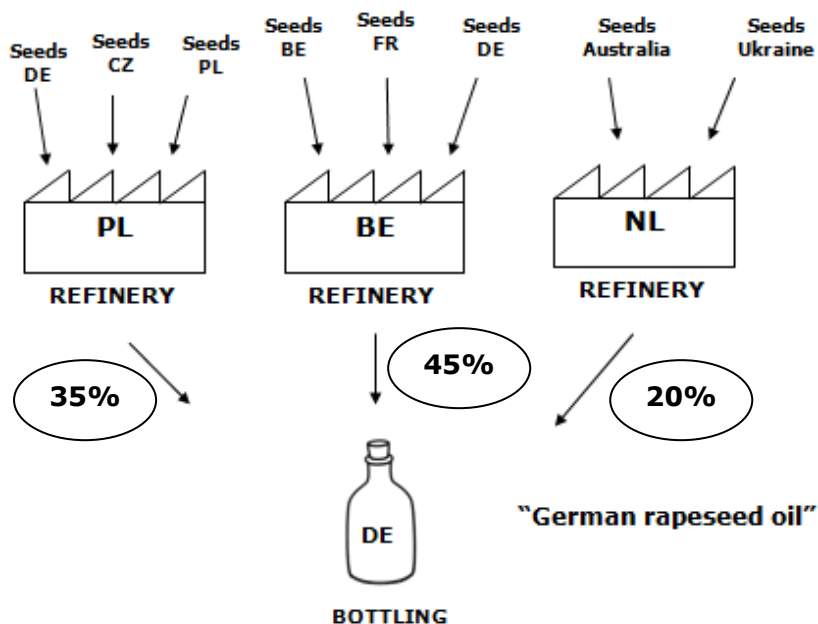 Seeds
DE
Seeds
CZ
Seeds
PL
Seeds
BE
Seeds
FR
Seeds
DE
Seeds
Australia
Seeds
Ukraine
PL
BE
NL
REFINERY
REFINERY
REFINERY
35%
45%
20%
DE
“German rapeseed oil”
BOTTLING